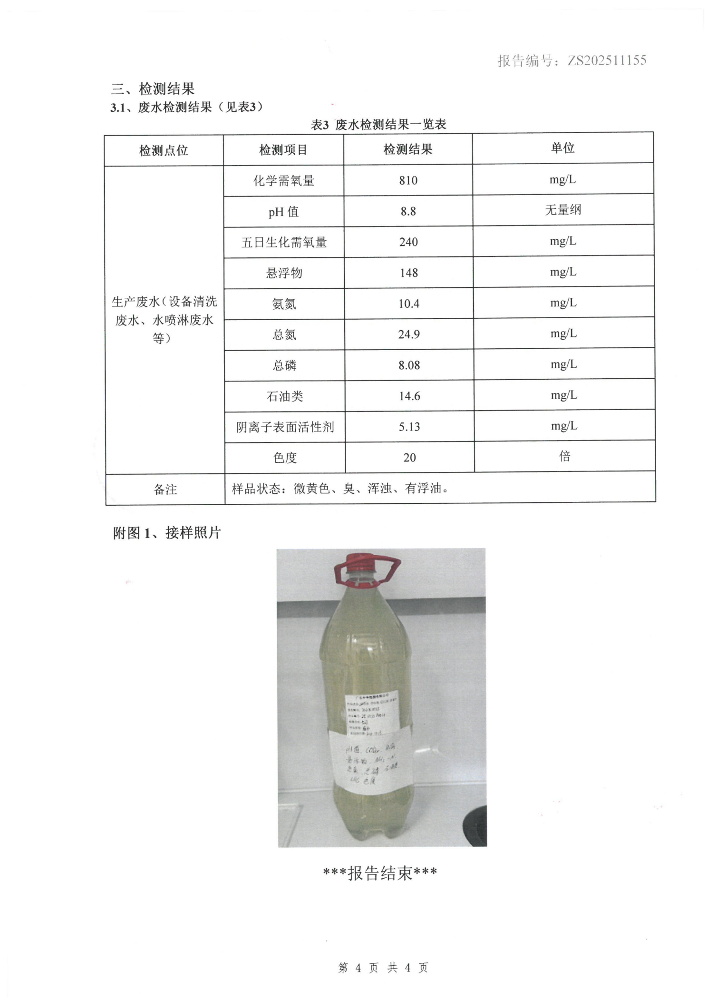 报告编号：ZS202511155
三、检测结果
3.1、废水检测结果（见表3）
表3 废水检测结果一览表
检测点位 检测项目 检测结果 单位
生产废水（设备清洗废水、水喷淋废水等）
化学需氧量 810 mg/L
pH 值 8.8 无量纲
五日生化需氧量 240 mg/L
悬浮物 148 mg/L
氨氮 10.4 mg/L
总氮 24.9 mg/L
总磷 8.08 mg/L
石油类 14.6 mg/L
阴离子表面活性剂 5.13 mg/L
色度 20 倍
备注 样品状态：微黄色、臭、浑浊、有浮油。
附图 1、接样照片
pH值、CODcr、
悬浮物、
总氮、总磷、石油类
LAS、色度
***报告结束***
第 4 页 共 4 页